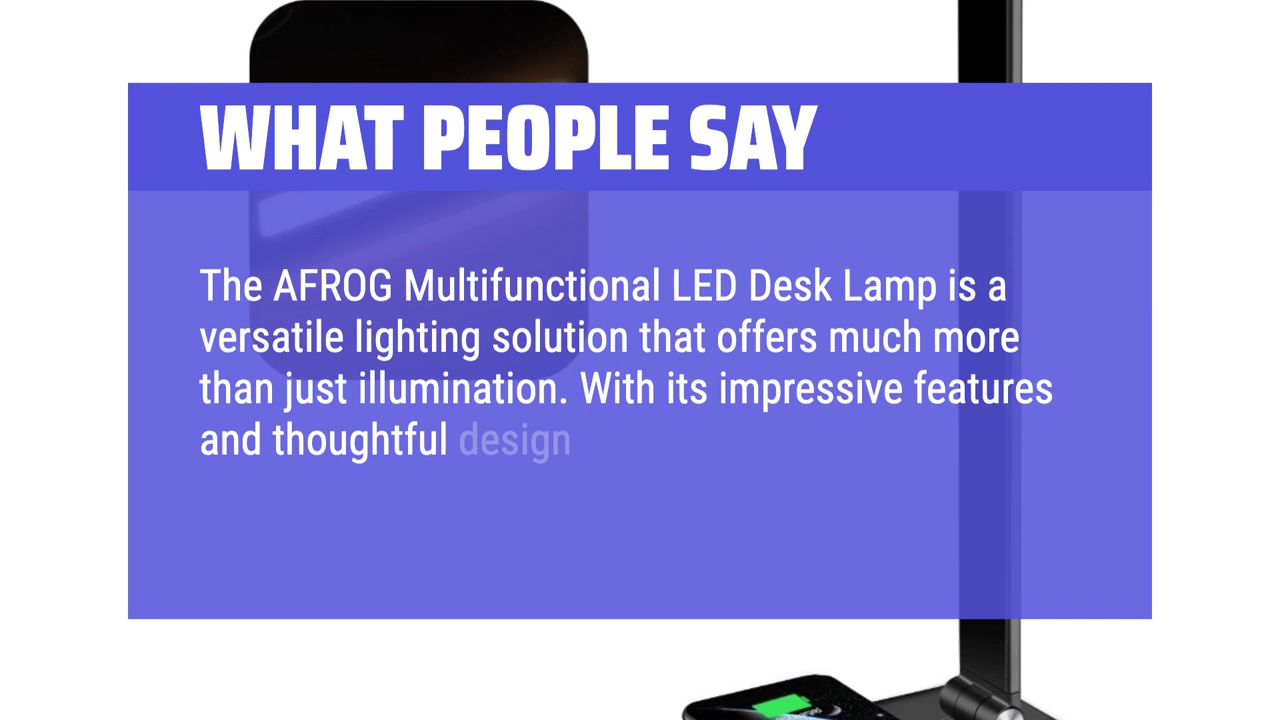 WHAT PEOPLE SAY
The AFROG Multifunctional LED Desk Lamp is a
versatile lighting solution that offers much more
than just illumination. With its impressive features
and thoughtful design